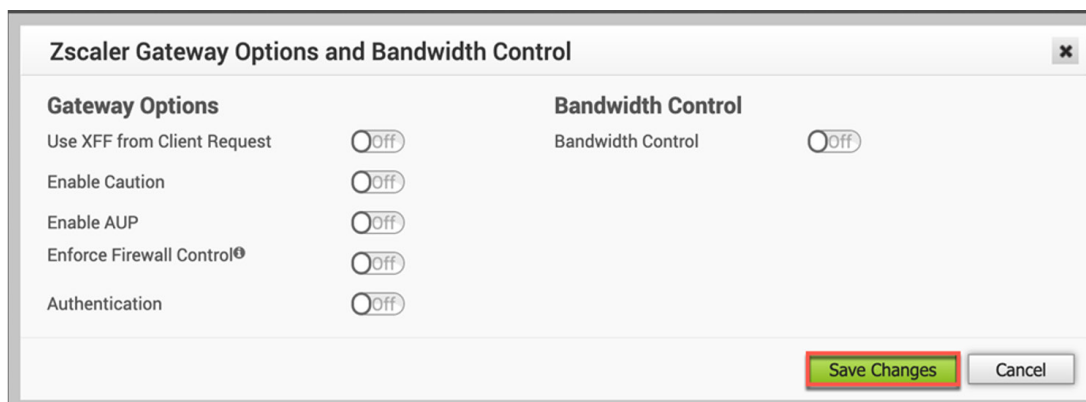 Zscaler Gateway Options and Bandwidth Control
Gateway Options
Use XFF from Client Request Off
Enable Caution Off
Enable AUP Off
Enforce Firewall Control Off
Authentication Off
Bandwidth Control
Bandwidth Control Off
Save Changes Cancel